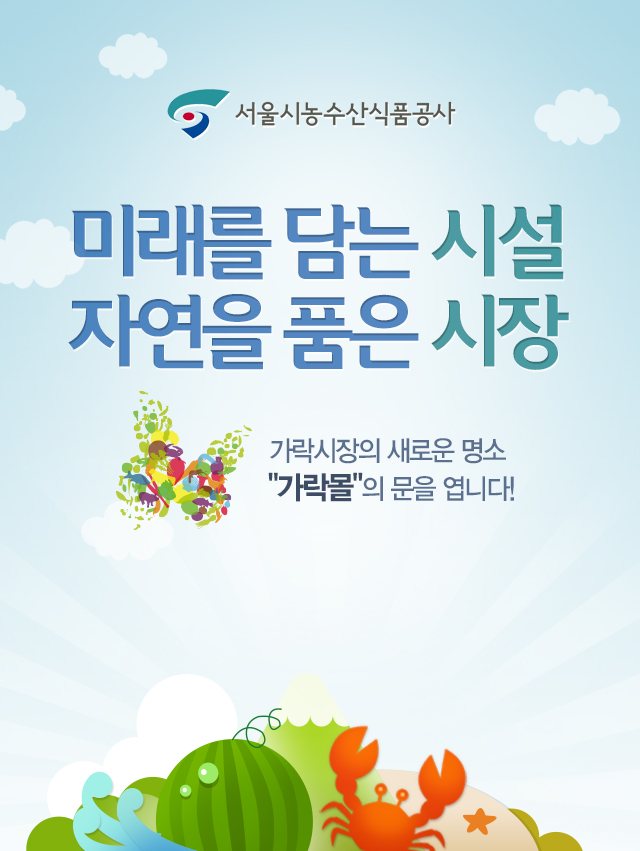 서울시농수산식품공사
미래를 담는 시설
자연을 품은 시장
가락시장의 새로운 명소
"가락몰"의 문을 엽니다!